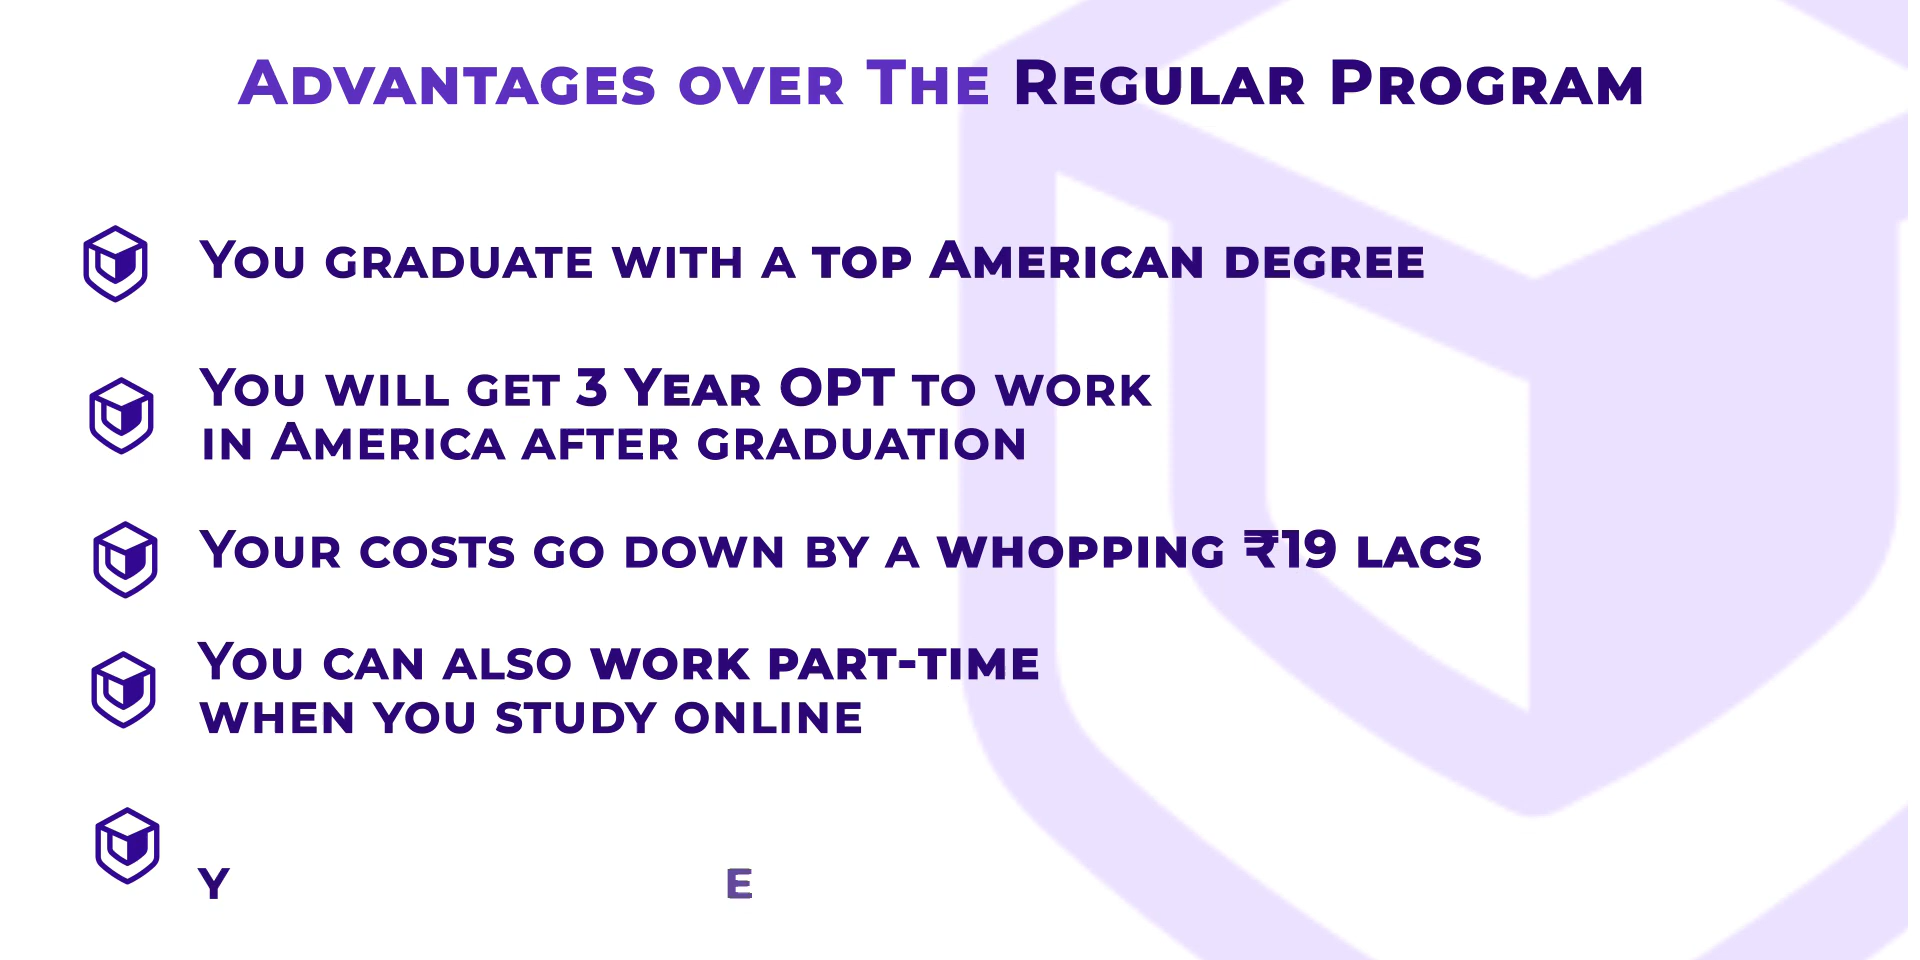 Advantages over The Regular Program
You graduate with a top American degree
You will get 3 Year OPT to work
in America after graduation
Your costs go down by a whopping ₹19 lacs
You can also work part-time
when you study online
Y E